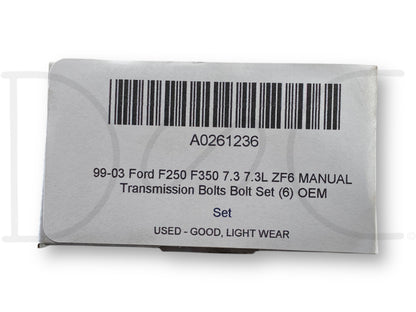 A0261236
99-03 Ford F250 F350 7.3 7.3L ZF6 MANUAL
Transmission Bolts Bolt Set (6) OEM
Set
USED - GOOD, LIGHT WEAR